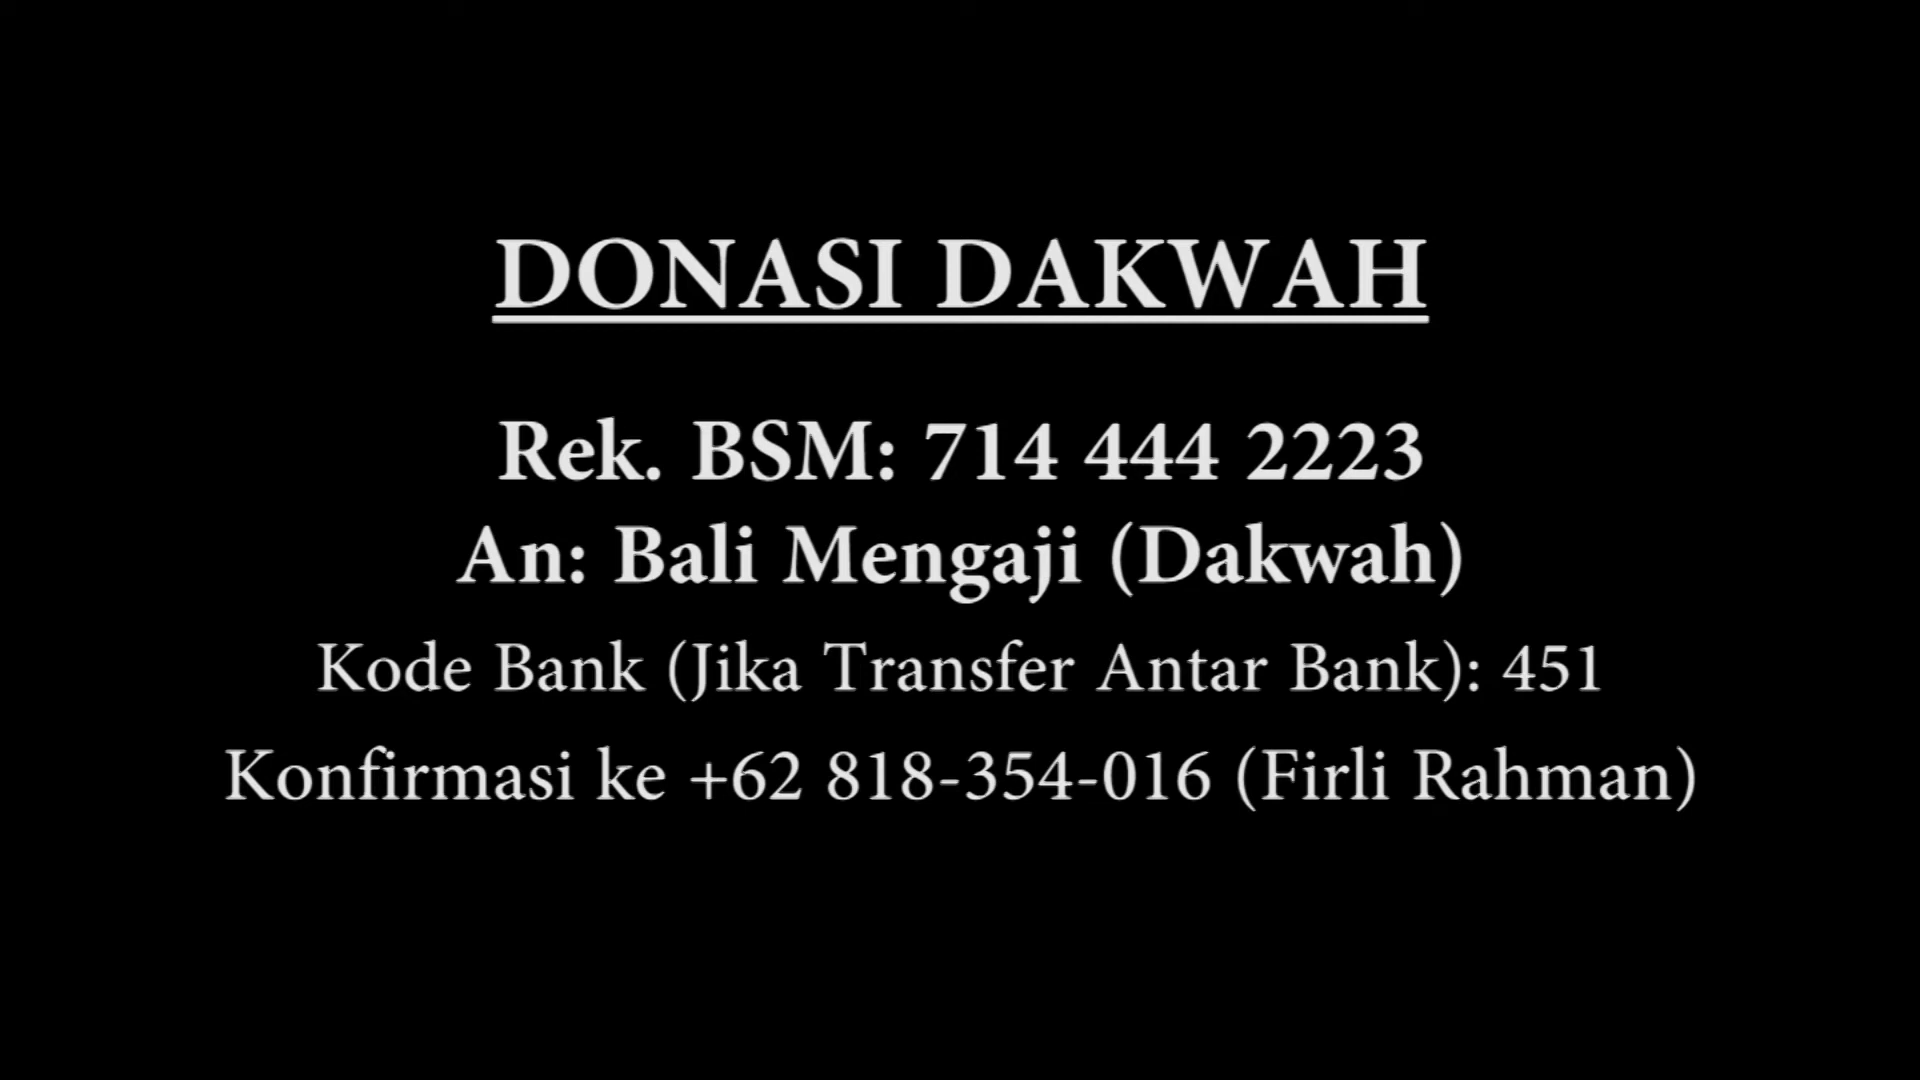 DONASI DAKWAH
Rek. BSM: 714 444 2223
An: Bali Mengaji (Dakwah)
Kode Bank (Jika Transfer Antar Bank): 451
Konfirmasi ke +62 818-354-016 (Firli Rahman)